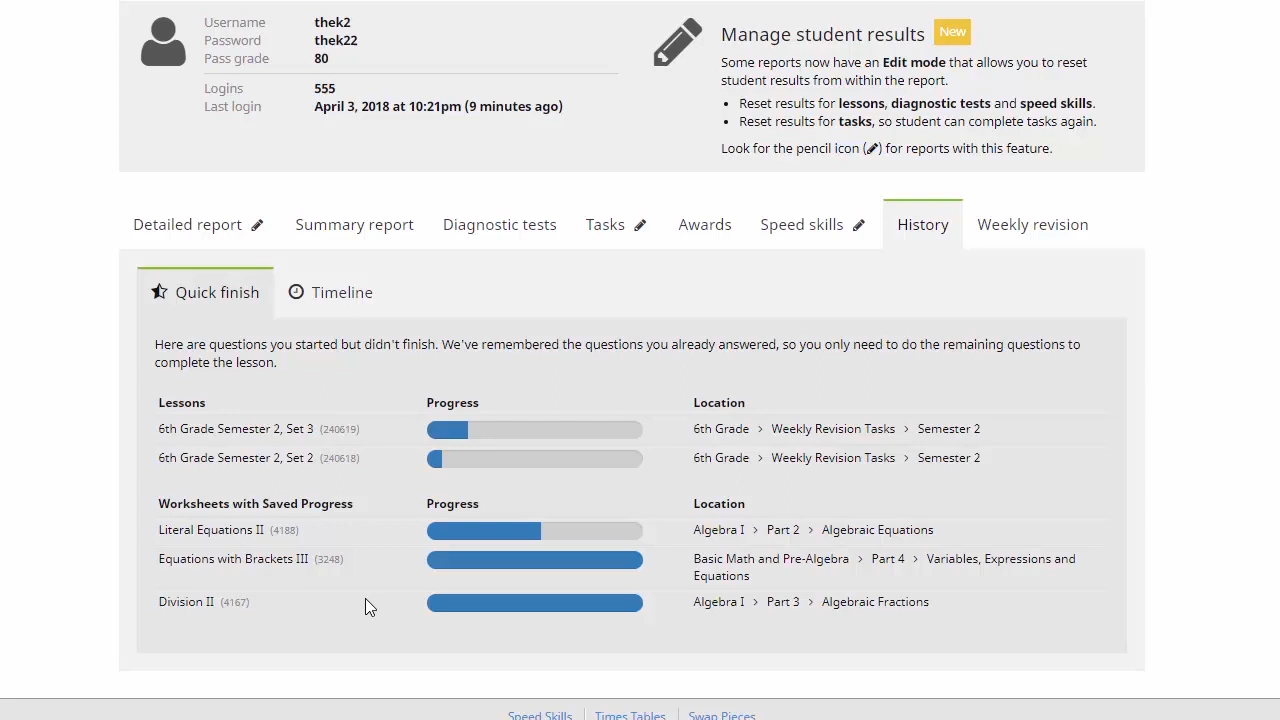 Username thek2
Password thek22
Pass grade 80
Logins 555
Last login April 3, 2018 at 10:21pm (9 minutes ago)
Manage student results New
Some reports now have an Edit mode that allows you to reset
student results from within the report.
• Reset results for lessons, diagnostic tests and speed skills.
• Reset results for tasks, so student can complete tasks again.
Look for the pencil icon ( ) for reports with this feature.
Detailed report Summary report Diagnostic tests Tasks Awards Speed skills History Weekly revision
Quick finish Timeline
Here are questions you started but didn't finish. We've remembered the questions you already answered, so you only need to do the remaining questions to
complete the lesson.
Lessons Progress Location
6th Grade Semester 2, Set 3 (240619) 6th Grade > Weekly Revision Tasks > Semester 2
6th Grade Semester 2, Set 2 (240618) 6th Grade > Weekly Revision Tasks > Semester 2
Worksheets with Saved Progress Progress Location
Literal Equations II (4188) Algebra I > Part 2 > Algebraic Equations
Equations with Brackets III (3248) Basic Math and Pre-Algebra > Part 4 > Variables, Expressions and
Equations
Division II (4167) Algebra I > Part 3 > Algebraic Fractions
Speed Skills Times Tables Swap Pieces